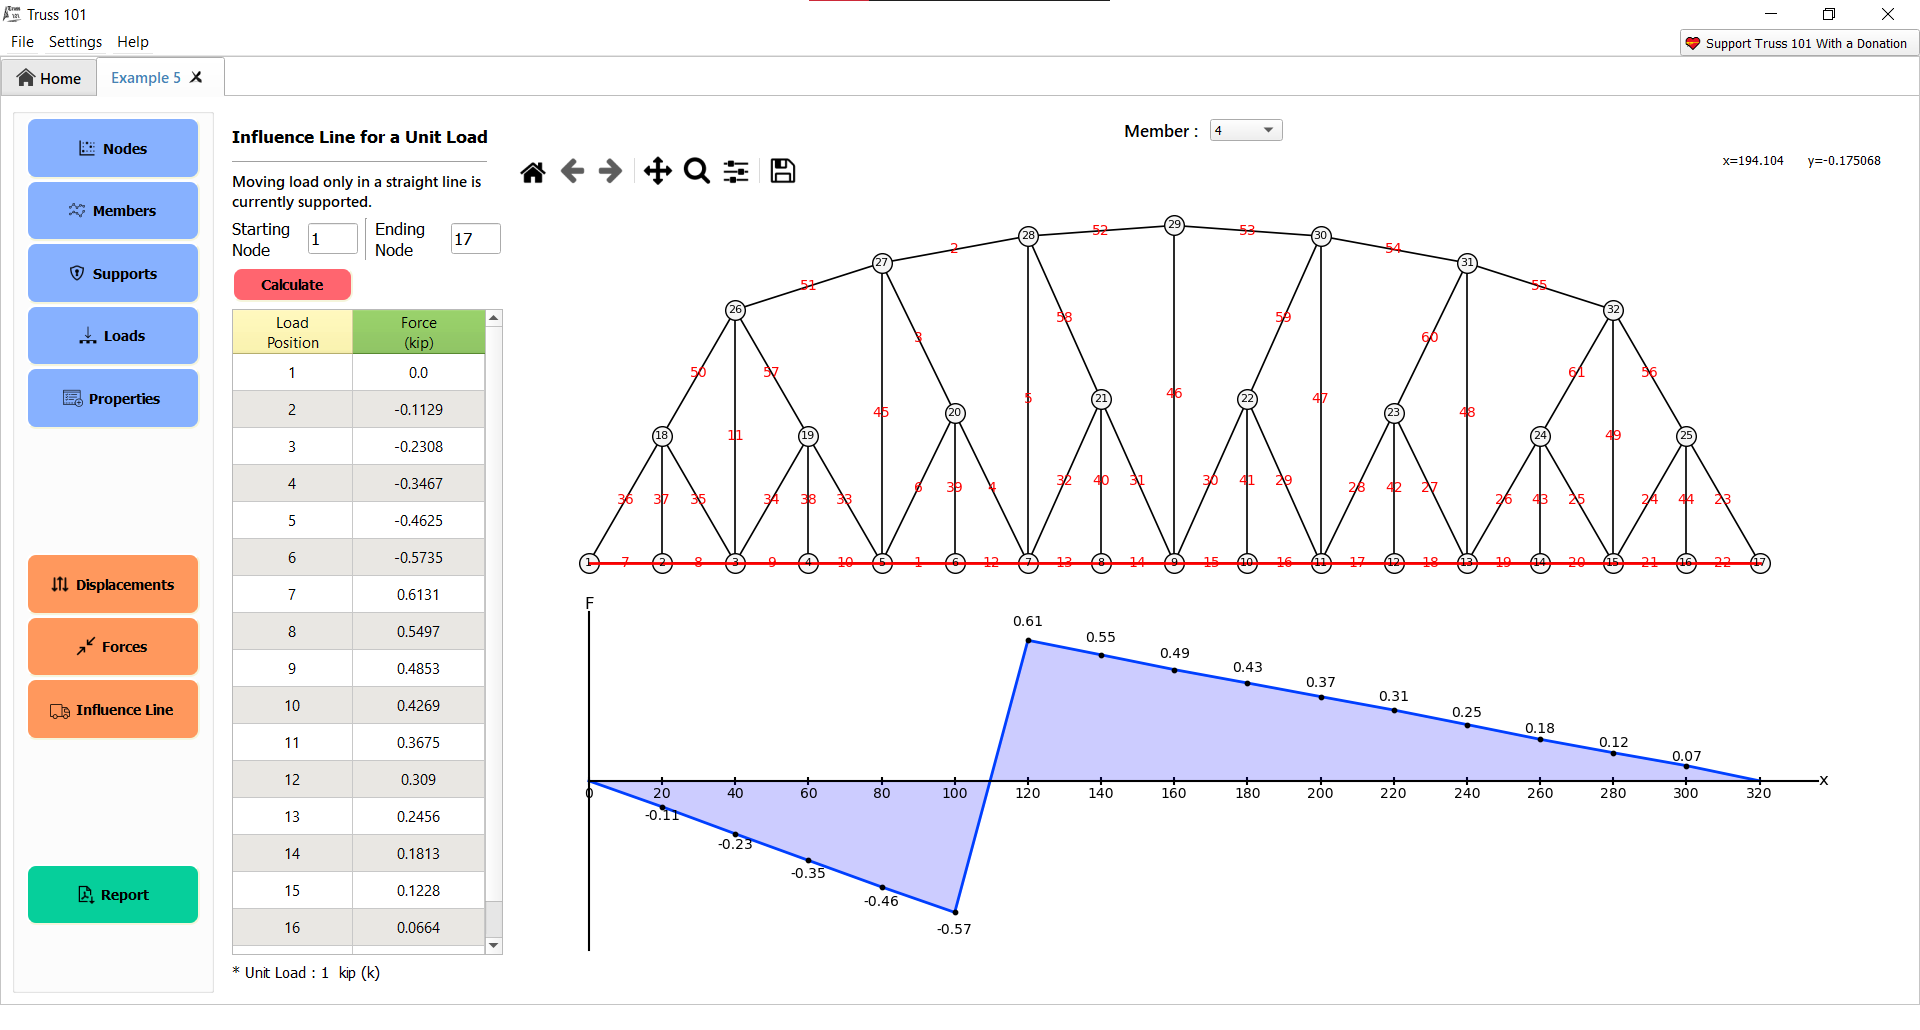 Truss 101
File Settings Help
Support Truss 101 With a Donation
Home Example 5
Nodes
Members
Supports
Loads
Properties
Displacements
Forces
Influence Line
Report
Influence Line for a Unit Load
Moving load only in a straight line is
currently supported.
Starting Node 1 Ending Node 17
Calculate
Load Position Force (kip)
1 0.0
2 -0.1129
3 -0.2308
4 -0.3467
5 -0.4625
6 -0.5735
7 0.6131
8 0.5497
9 0.4853
10 0.4269
11 0.3675
12 0.309
13 0.2456
14 0.1813
15 0.1228
16 0.0664
* Unit Load : 1 kip (k)
Member : 4
x=194.104 y=-0.175068
29
28 52 53 30
2 54
27 31
51 55
26 32
58 59
3 60
50 57 61 56
45 5 46 47 48
21 22
20 23
18 11 19 24 49 25
32 40 31 30 41 29
6 39 4 28 42 27
36 37 35 34 38 33 26 43 25 24 44 23
1 7 2 8 3 9 4 10 5 1 6 12 7 13 8 14 9 15 10 16 11 17 12 18 13 19 14 20 15 21 16 22 17
F
0.61
0.55
0.49
0.43
0.37
0.31
0.25
0.18
0.12
0.07
x
0 20 40 60 80 100 120 140 160 180 200 220 240 260 280 300 320
-0.11
-0.23
-0.35
-0.46
-0.57